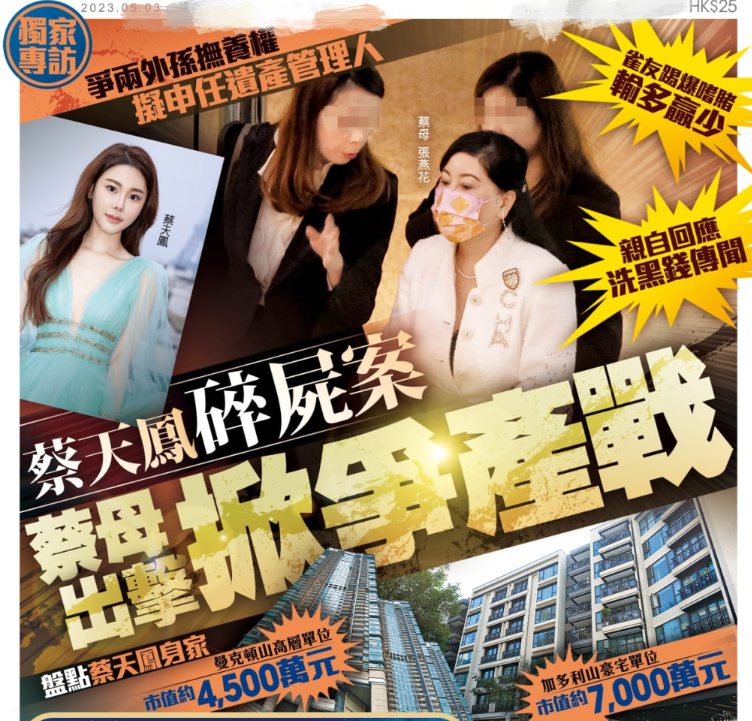 2023.05.03
HK$25
獨家
專訪
爭兩外孫撫養權
擬申任遺產管理人
雀友踢爆嗜賭
輸多贏少
蔡母 張燕花
蔡天鳳
親自回應
洗黑錢傳聞
CHA
蔡天鳳碎屍案
蔡母
出擊
掀爭產戰
盤點蔡天鳳身家
曼克頓山高層單位
市值約4,500萬元
加多利山豪宅單位
市值約7,000萬元